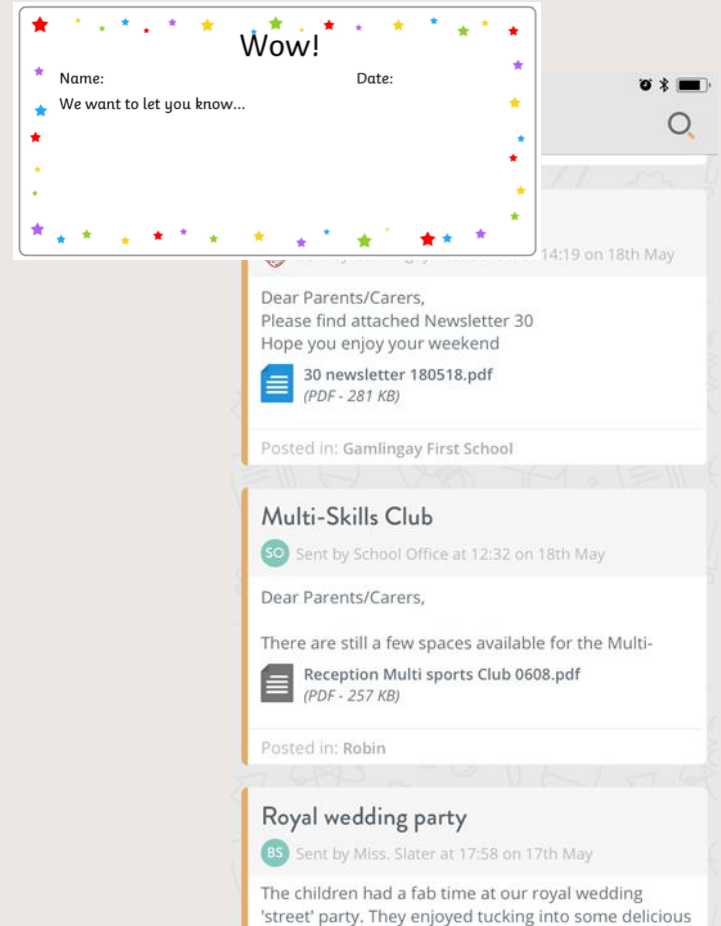 Wow!
Name: Date:
We want to let you know...
14:19 on 18th May
Dear Parents/Carers,
Please find attached Newsletter 30
Hope you enjoy your weekend
30 newsletter 180518.pdf
(PDF - 281 KB)
Posted in: Gamlingay First School
Multi-Skills Club
SO Sent by School Office at 12:32 on 18th May
Dear Parents/Carers,
There are still a few spaces available for the Multi-
Reception Multi sports Club 0608.pdf
(PDF - 257 KB)
Posted in: Robin
Royal wedding party
BS Sent by Miss. Slater at 17:58 on 17th May
The children had a fab time at our royal wedding
'street' party. They enjoyed tucking into some delicious